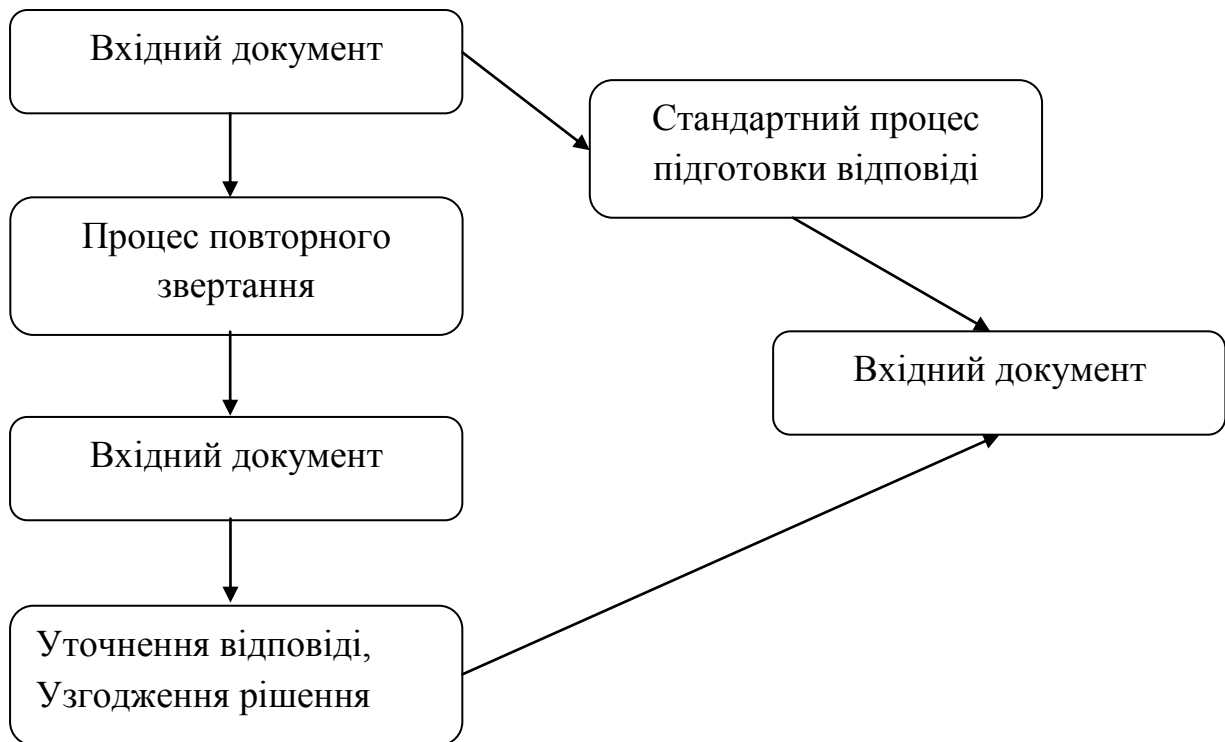 Вхідний документ
Стандартний процес
підготовки відповіді
Процес повторного
звертання
Вхідний документ
Вхідний документ
Уточнення відповіді,
Узгодження рішення